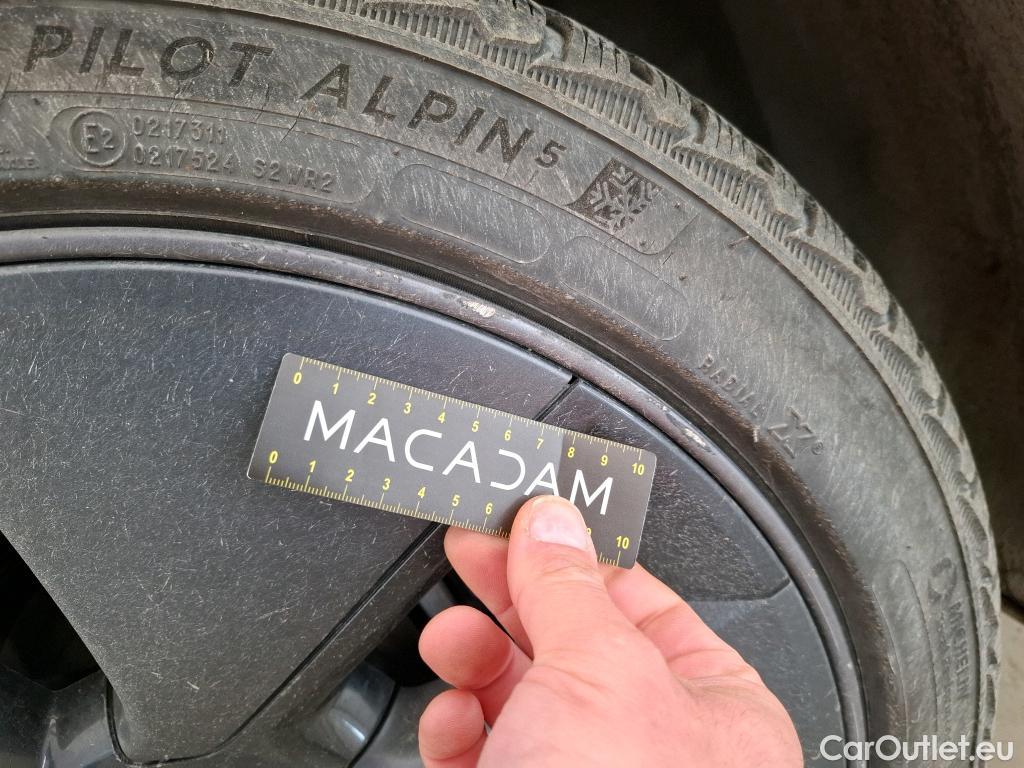 PILOT ALPIN 5
E2
0217311
0217524 S2WR2
RADIAL X®
MICHELIN
0 1 2 3 4 5 6 7 8 9 10
MACADAM
0 1 2 3 4 5 6 10
CarOutlet.eu